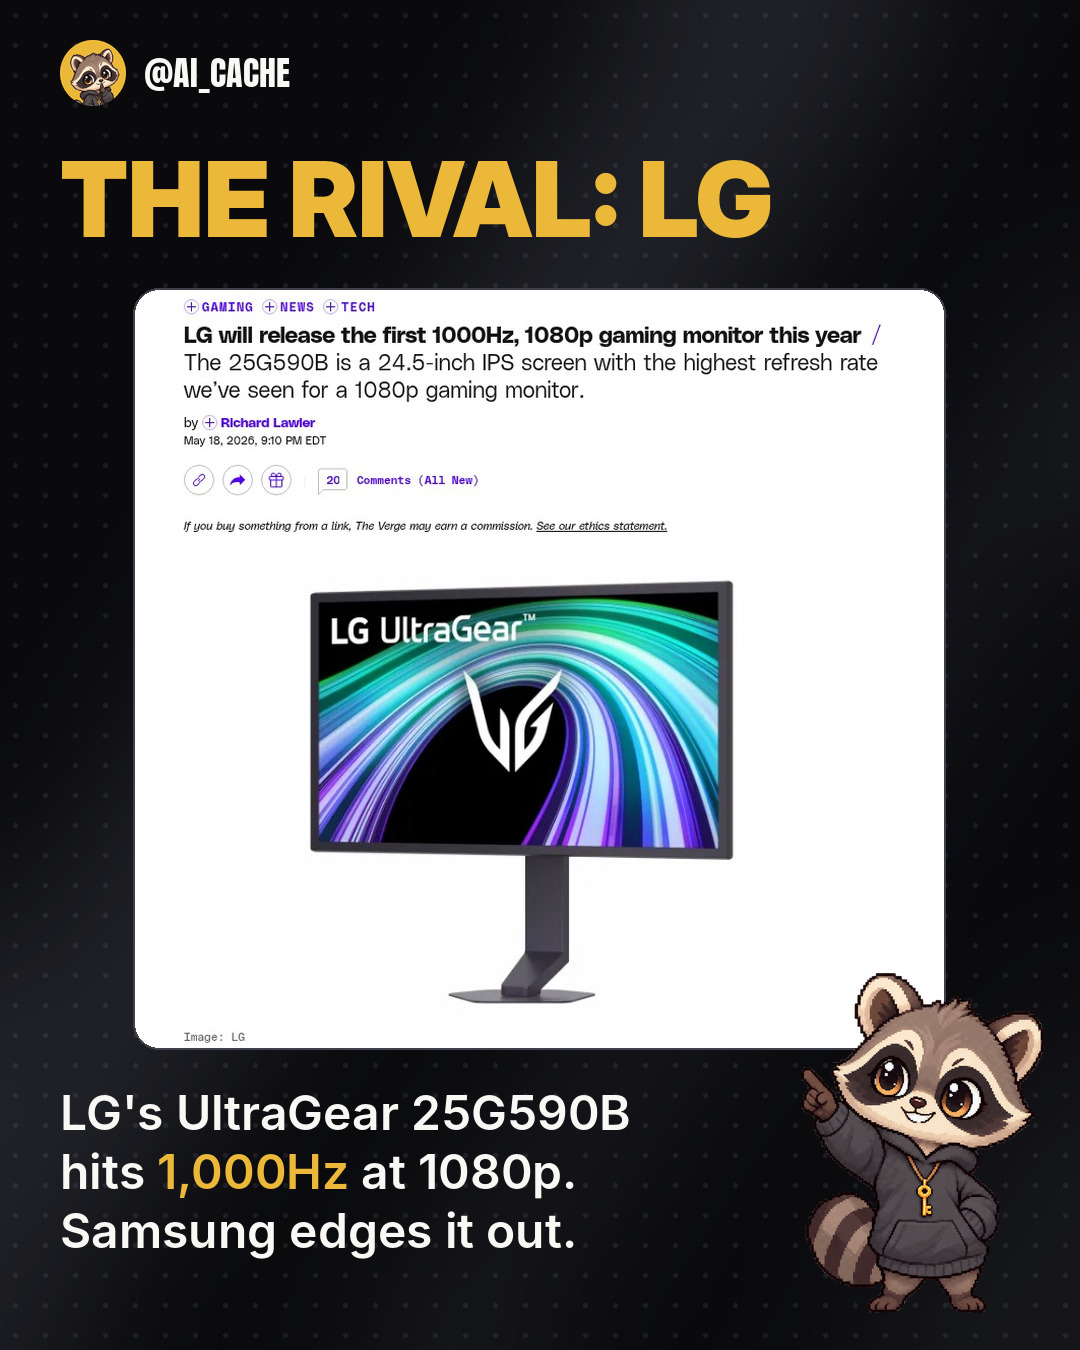 @AI_CACHE
THE RIVAL: LG
GAMING NEWS TECH
LG will release the first 1000Hz, 1080p gaming monitor this year /
The 25G590B is a 24.5-inch IPS screen with the highest refresh rate
we've seen for a 1080p gaming monitor.
by Richard Lawler
May 18, 2026, 9:10 PM EDT
20 Comments (All New)
If you buy something from a link, The Verge may earn a commission. See our ethics statement.
LG UltraGear™
Image: LG
LG's UltraGear 25G590B
hits 1,000Hz at 1080p.
Samsung edges it out.